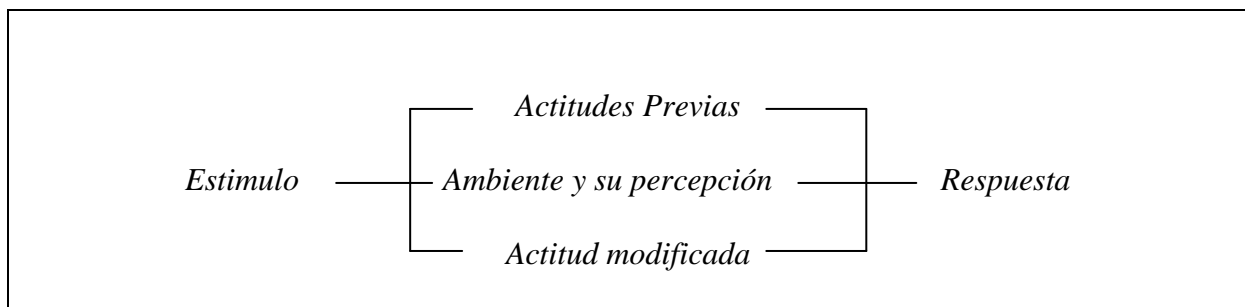 Actitudes Previas
Estimulo Ambiente y su percepción Respuesta
Actitud modificada